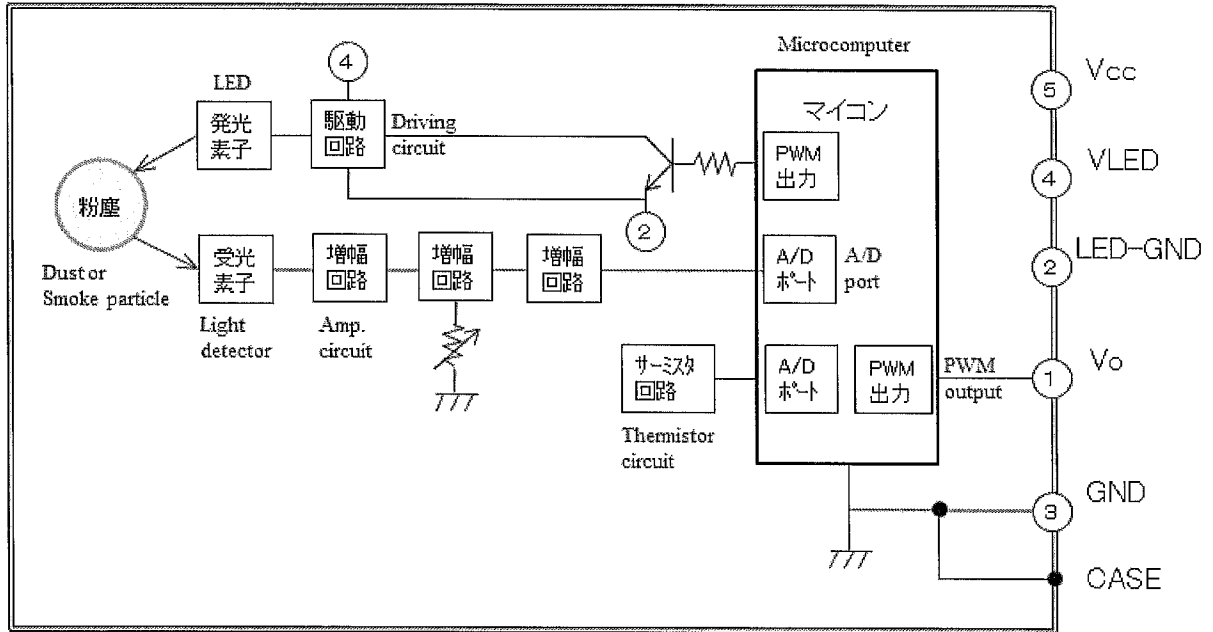 Microcomputer
マイコン
LED
発光
素子
④
駆動
回路
Driving
circuit
PWM
出力
②
粉塵
Dust or
Smoke particle
受光
素子
Light
detector
増幅
回路
Amp.
circuit
増幅
回路
増幅
回路
A/D
ポート
A/D
port
サーミスタ
回路
Thermistor
circuit
A/D
ポート
PWM
出力
PWM
output
⑤ Vcc
④ VLED
② LED-GND
① Vo
③ GND
CASE